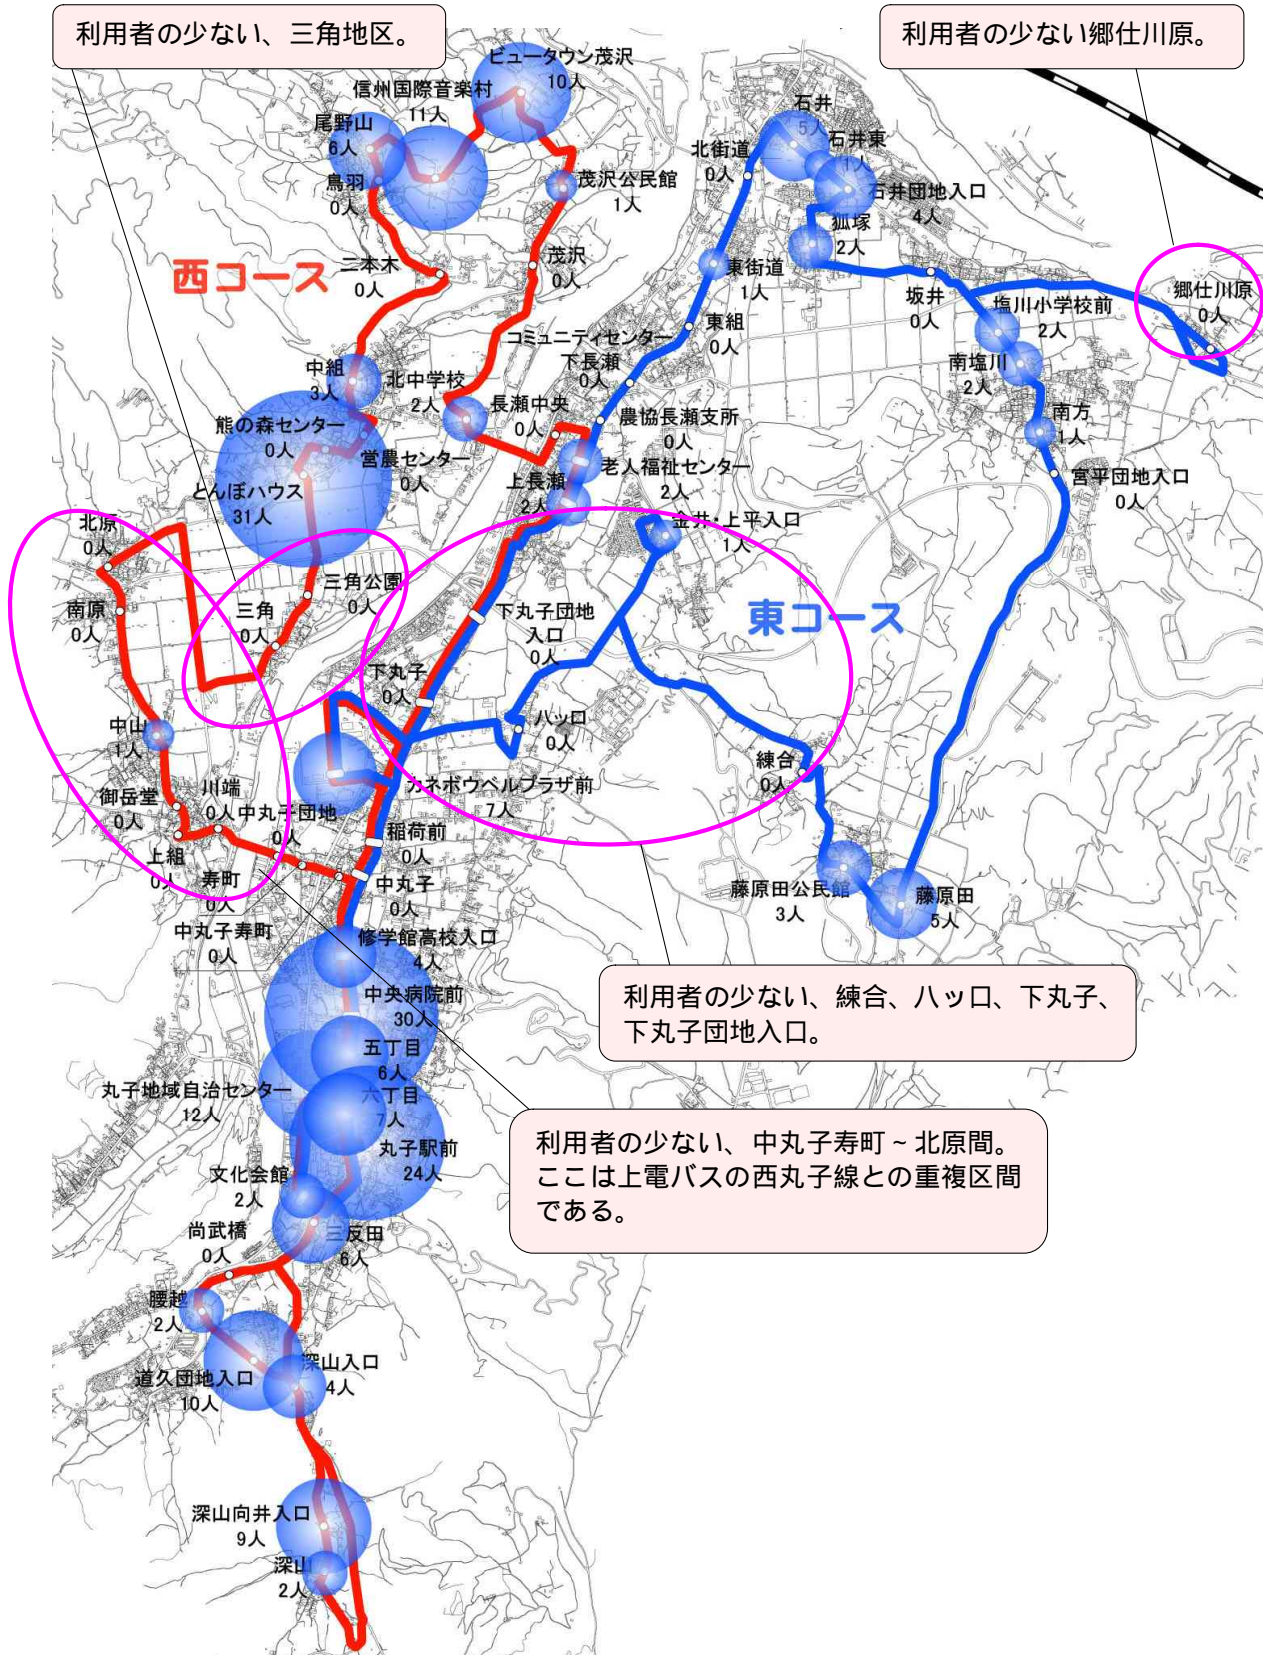 利用者の少ない、三角地区。
利用者の少ない郷仕川原。
ビュータウン茂沢
10人
信州国際音楽村
11人
尾野山
6人
鳥羽
0人
茂沢公民館
1人
茂沢
0人
二本木
0人
西コース
石井
5人
石井東
1人
北街道
0人
石井団地入口
4人
狐塚
2人
東街道
1人
坂井
0人
塩川小学校前
2人
郷仕川原
0人
東組
0人
コミュニティセンター
下長瀬
0人
南塩川
2人
中組
3人
北中学校
2人
長瀬中央
0人
農協長瀬支所
0人
南方
1人
熊の森センター
0人
営農センター
0人
老人福祉センター
2人
宮平団地入口
0人
とんぼハウス
31人
上長瀬
2人
北原
0人
金井・上平入口
1人
三角公園
0人
三角
0人
南原
0人
下丸子団地
入口
0人
東コース
下丸子
0人
八ッ口
0人
中山
1人
練合
0人
カネボウベルプラザ前
7人
御岳堂
0人
川端
0人
中丸子団地
0人
稲荷前
0人
上組
0人
寿町
0人
中丸子
0人
藤原田公民館
3人
藤原田
5人
中丸子寿町
0人
修学館高校入口
4人
中央病院前
30人
利用者の少ない、練合、八ッ口、下丸子、
下丸子団地入口。
五丁目
6人
丸子地域自治センター
12人
六丁目
7人
利用者の少ない、中丸子寿町~北原間。
ここは上電バスの西丸子線との重複区間
である。
丸子駅前
24人
文化会館
2人
尚武橋
0人
三反田
6人
腰越
2人
深山入口
4人
道久団地入口
10人
深山向井入口
9人
深山
2人